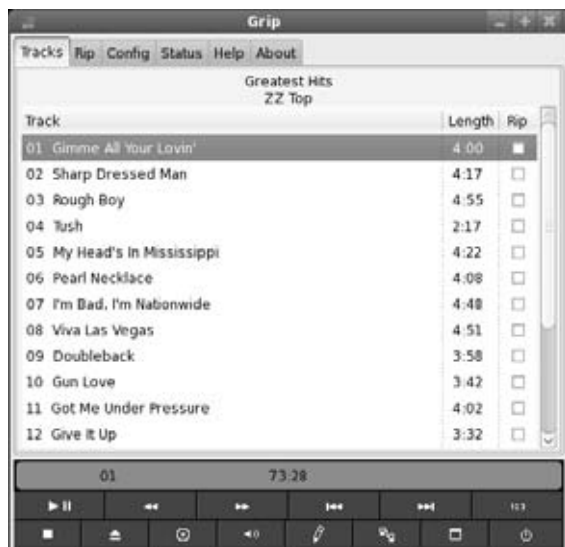 Grip
Tracks Rip Config Status Help About
Greatest Hits
ZZ Top
Track Length Rip
01 Gimme All Your Lovin' 4:00
02 Sharp Dressed Man 4:17
03 Rough Boy 4:55
04 Tush 2:17
05 My Head's In Mississippi 4:22
06 Pearl Necklace 4:08
07 I'm Bad, I'm Nationwide 4:48
08 Viva Las Vegas 4:51
09 Doubleback 3:58
10 Gun Love 3:42
11 Got Me Under Pressure 4:02
12 Give It Up 3:32
01 73:28